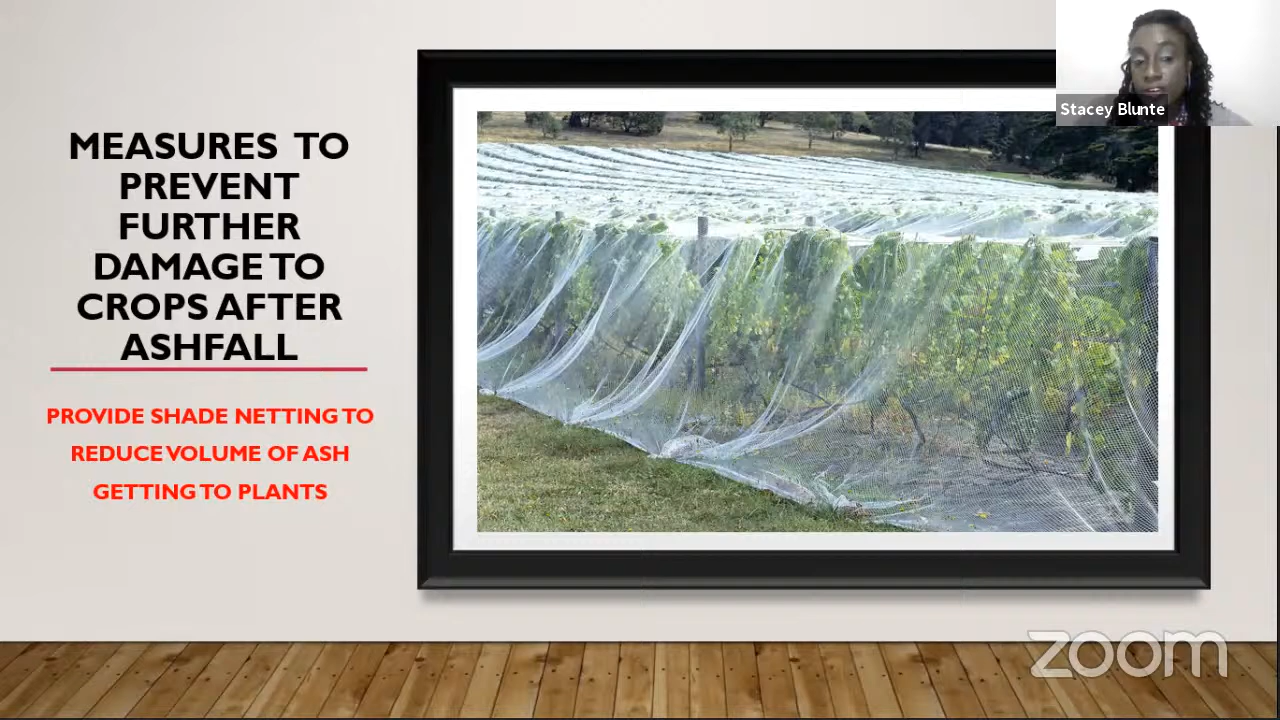 MEASURES TO
PREVENT
FURTHER
DAMAGE TO
CROPS AFTER
ASHFALL
PROVIDE SHADE NETTING TO
REDUCE VOLUME OF ASH
GETTING TO PLANTS
Stacey Blunte
zoom